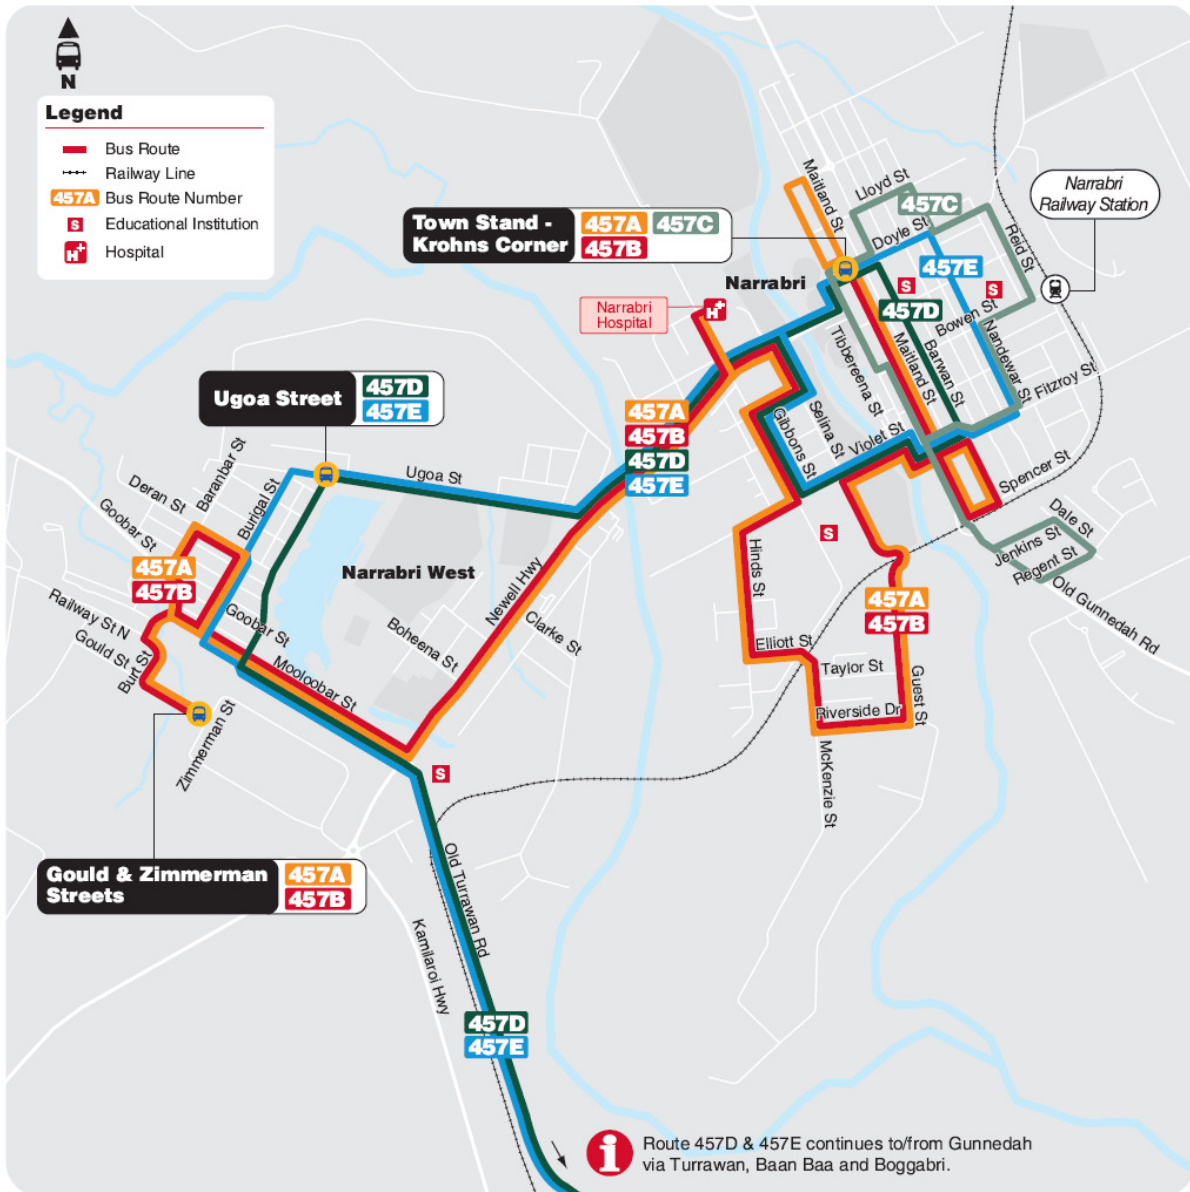 N
Legend
Bus Route
Railway Line
457A Bus Route Number
S Educational Institution
H+ Hospital
Town Stand -
Krohns Corner
457A 457C
457B
Narrabri
Railway Station
Maitland St
Lloyd St
457C
Doyle St
Reid St
457E
S
S
Narrabri
457D
Bowen St
Narrabri
Hospital
H+
Tibbereena St
Maitland St
Barwan St
Nandewar St
Fitzroy St
Ugoa Street
457D
457E
457A
457B
457D
457E
Gibbons St
Selina St
Violet St
Spencer St
Ugoa St
Baranbar St
Deran St
Goobar St
Burigal St
Dale St
Jenkins St
Regent St
Old Gunnedah Rd
S
Hinds St
457A
457B
Narrabri West
Newell Hwy
457A
457B
Railway St N
Gould St
Burt St
Goobar St
Mooloobar St
Boheena St
Clarke St
Elliott St
Taylor St
Riverside Dr
Guest St
McKenzie St
Zimmerman St
S
Gould & Zimmerman
Streets
457A
457B
Old Turrawan Rd
Kamilaroi Hwy
457D
457E
i
Route 457D & 457E continues to/from Gunnedah
via Turrawan, Baan Baa and Boggabri.